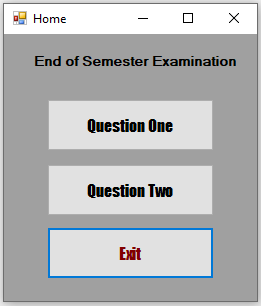 Home
End of Semester Examination
Question One
Question Two
Exit